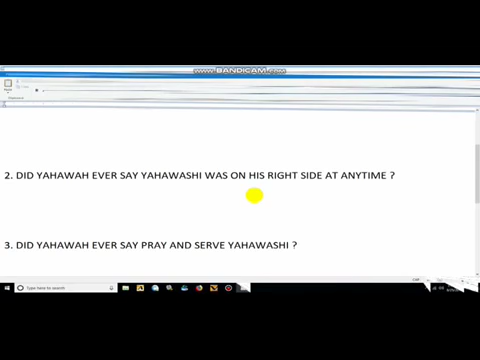 www.BANDICAM.com
2. DID YAHAWAH EVER SAY YAHAWASHI WAS ON HIS RIGHT SIDE AT ANYTIME ?
3. DID YAHAWAH EVER SAY PRAY AND SERVE YAHAWASHI ?
Type here to search